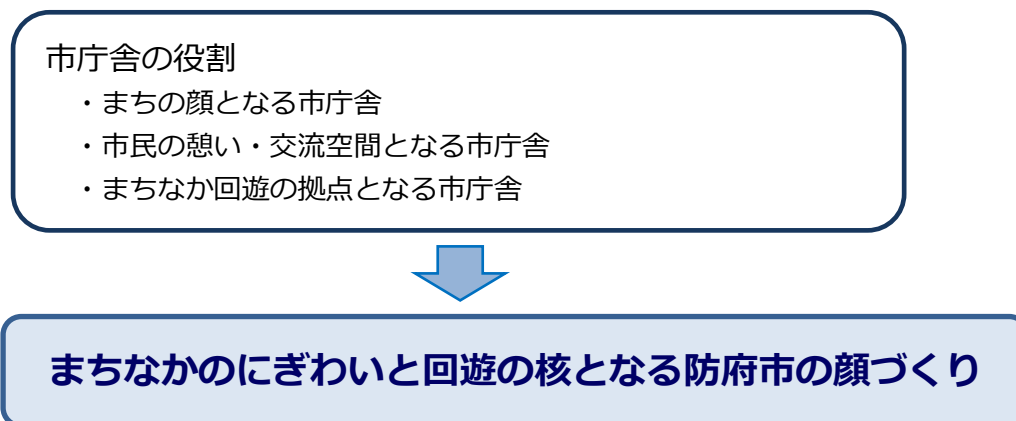 市庁舎の役割
・まちの顔となる市庁舎
・市民の憩い・交流空間となる市庁舎
・まちなか回遊の拠点となる市庁舎
まちなかのにぎわいと回遊の核となる防府市の顔づくり